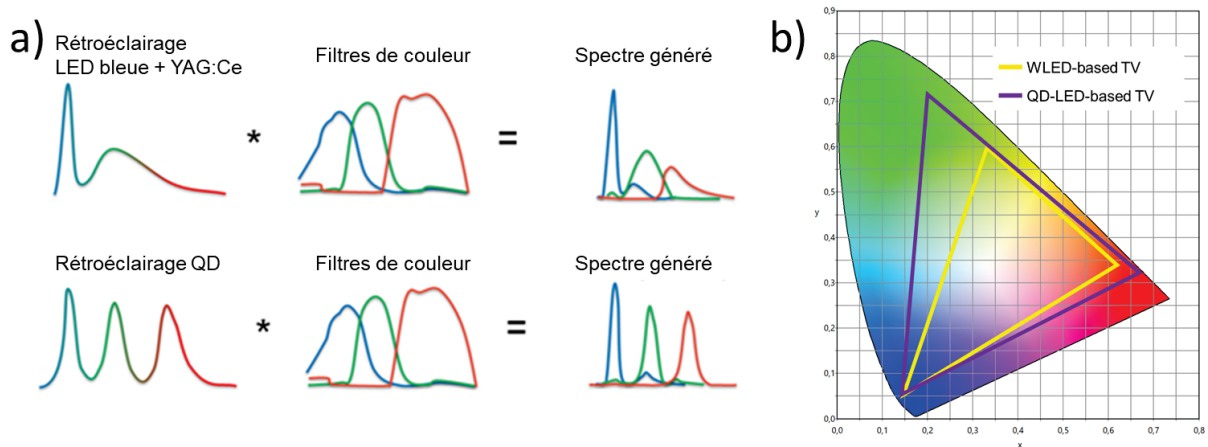 a)
Rétroéclairage
LED bleue + YAG:Ce
Filtres de couleur
Spectre généré
*
=
Rétroéclairage QD
Filtres de couleur
Spectre généré
*
=
b)
WLED-based TV
QD-LED-based TV
0,9
0,8
0,7
0,6
0,5
0,4
0,3
0,2
0,1
0,0
y
0,0 0,1 0,2 0,3 0,4 0,5 0,6 0,7 0,8
x